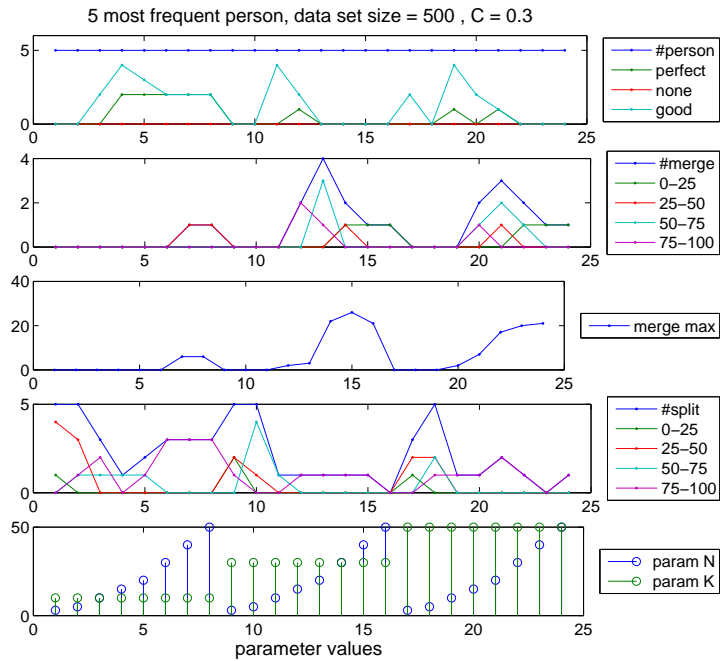 5 most frequent person, data set size = 500 , C = 0.3
5
0
0 5 10 15 20 25
#person
perfect
none
good
4
2
0
0 5 10 15 20 25
#merge
0−25
25−50
50−75
75−100
40
20
0
0 5 10 15 20 25
merge max
5
0
0 5 10 15 20 25
#split
0−25
25−50
50−75
75−100
50
0
0 5 10 15 20 25
param N
param K
parameter values